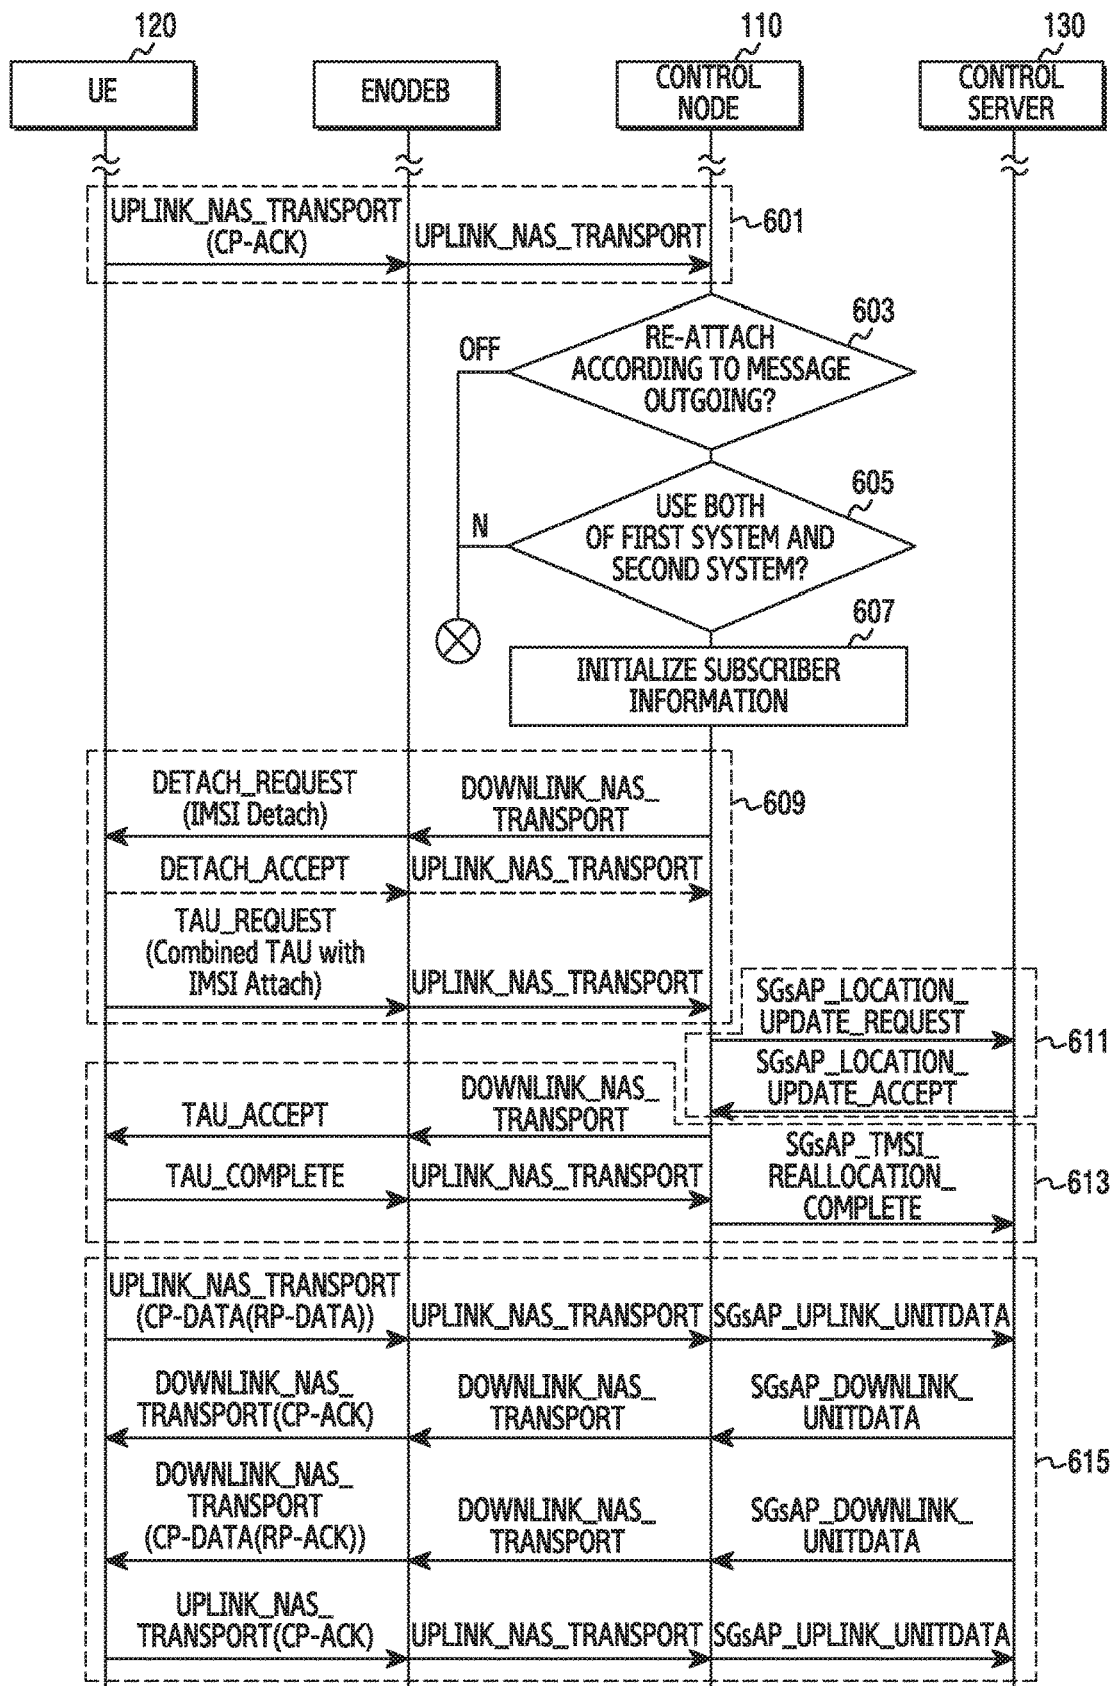 120
110
130
UE
ENODEB
CONTROL
NODE
CONTROL
SERVER
UPLINK_NAS_TRANSPORT
(CP-ACK)
UPLINK_NAS_TRANSPORT
601
603
OFF
RE-ATTACH
ACCORDING TO MESSAGE
OUTGOING?
605
N
USE BOTH
OF FIRST SYSTEM AND
SECOND SYSTEM?
607
INITIALIZE SUBSCRIBER
INFORMATION
DETACH_REQUEST
(IMSI Detach)
DOWNLINK_NAS_
TRANSPORT
609
DETACH_ACCEPT
UPLINK_NAS_TRANSPORT
TAU_REQUEST
(Combined TAU with
IMSI Attach)
UPLINK_NAS_TRANSPORT
SGsAP_LOCATION_
UPDATE_REQUEST
611
SGsAP_LOCATION_
UPDATE_ACCEPT
TAU_ACCEPT
DOWNLINK_NAS_
TRANSPORT
TAU_COMPLETE
UPLINK_NAS_TRANSPORT
SGsAP_TMSI_
REALLOCATION_
COMPLETE
613
UPLINK_NAS_TRANSPORT
(CP-DATA(RP-DATA))
UPLINK_NAS_TRANSPORT
SGsAP_UPLINK_UNITDATA
DOWNLINK_NAS_
TRANSPORT(CP-ACK)
DOWNLINK_NAS_
TRANSPORT
SGsAP_DOWNLINK_
UNITDATA
615
DOWNLINK_NAS_
TRANSPORT
(CP-DATA(RP-ACK))
DOWNLINK_NAS_
TRANSPORT
SGsAP_DOWNLINK_
UNITDATA
UPLINK_NAS_
TRANSPORT(CP-ACK)
UPLINK_NAS_TRANSPORT
SGsAP_UPLINK_UNITDATA